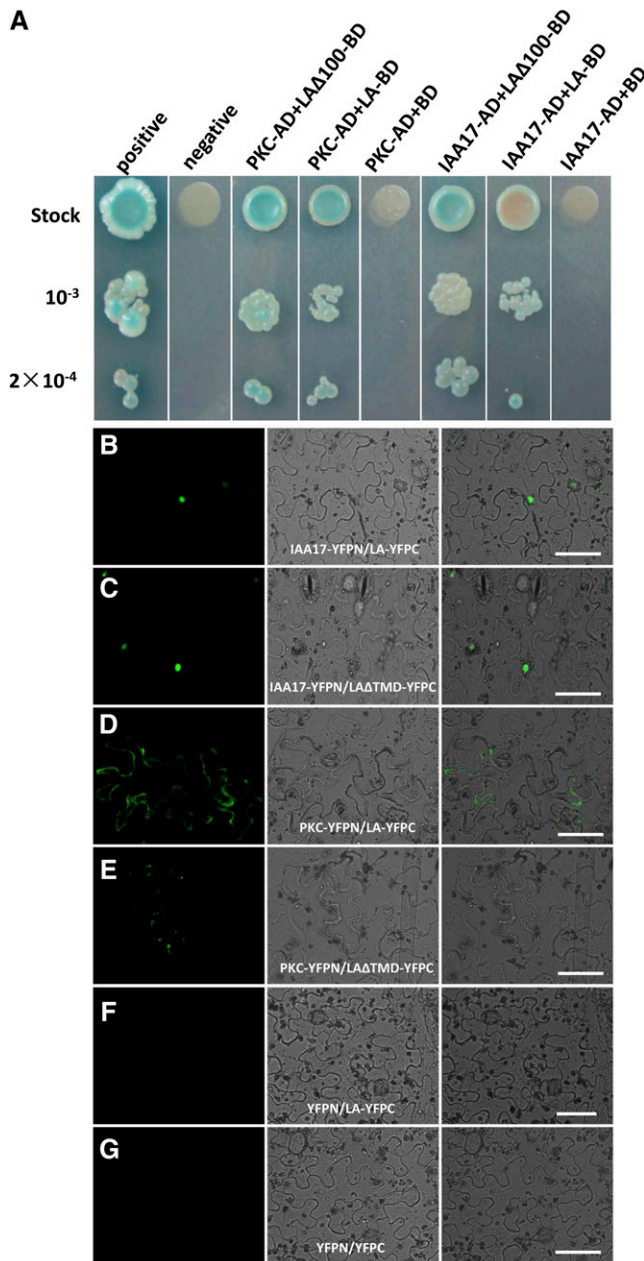 A
positive
negative
PKC-AD+LAΔ100-BD
PKC-AD+LA-BD
PKC-AD+BD
IAA17-AD+LAΔ100-BD
IAA17-AD+LA-BD
IAA17-AD+BD
Stock
10⁻³
2×10⁻⁴
B
IAA17-YFPN/LA-YFPC
C
IAA17-YFPN/LAΔTMD-YFPC
D
PKC-YFPN/LA-YFPC
E
PKC-YFPN/LAΔTMD-YFPC
F
YFPN/LA-YFPC
G
YFPN/YFPC